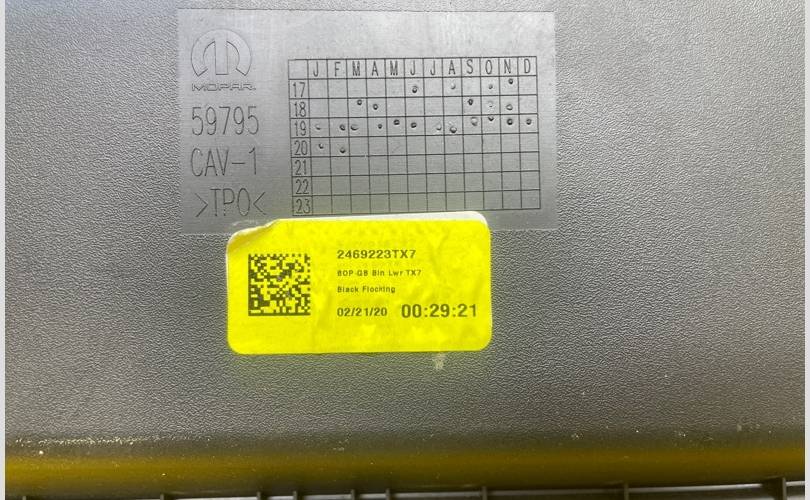 MOPAR.
59795
CAV-1
>TPO<
J F M A M J J A S O N D
17
18
19
20
21
22
23
2469223TX7
BOP GB Bin Lwr TX7
Black Flocking
02/21/20 00:29:21